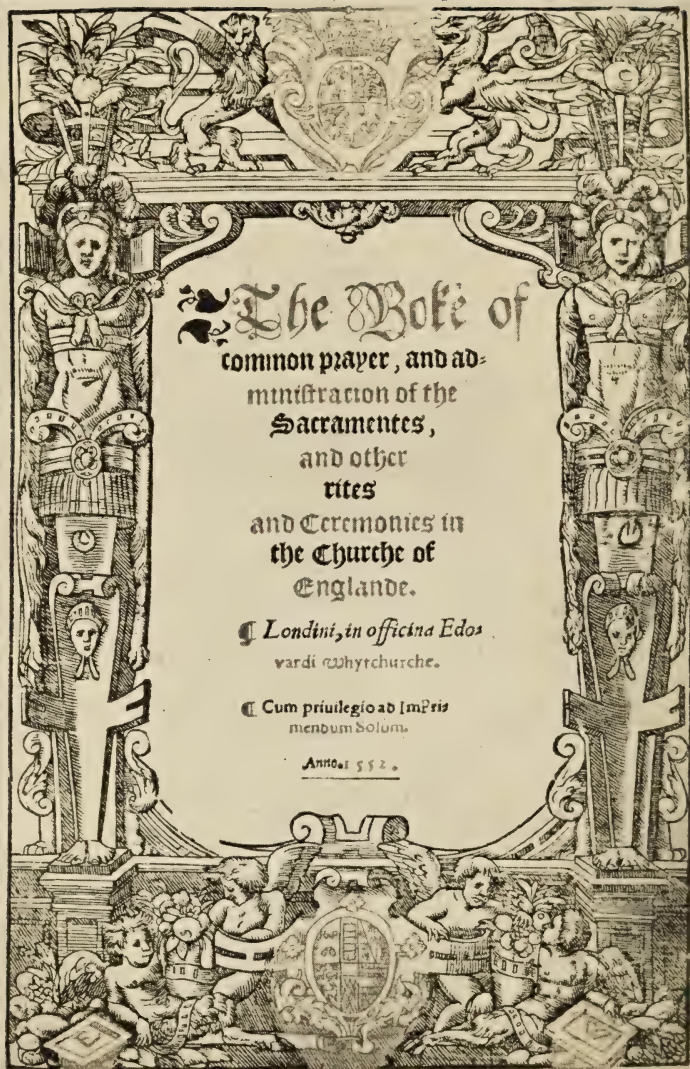 The Boke of
common prayer, and ad=
ministracion of the
Sacramentes,
and other
rites
and Ceremonies in
the Churche of
Englande.
¶ Londini, in officina Edo=
vardi Whytchurche.
¶ Cum priuilegio ad Impri=
mendum Solum.
Anno. 1552.